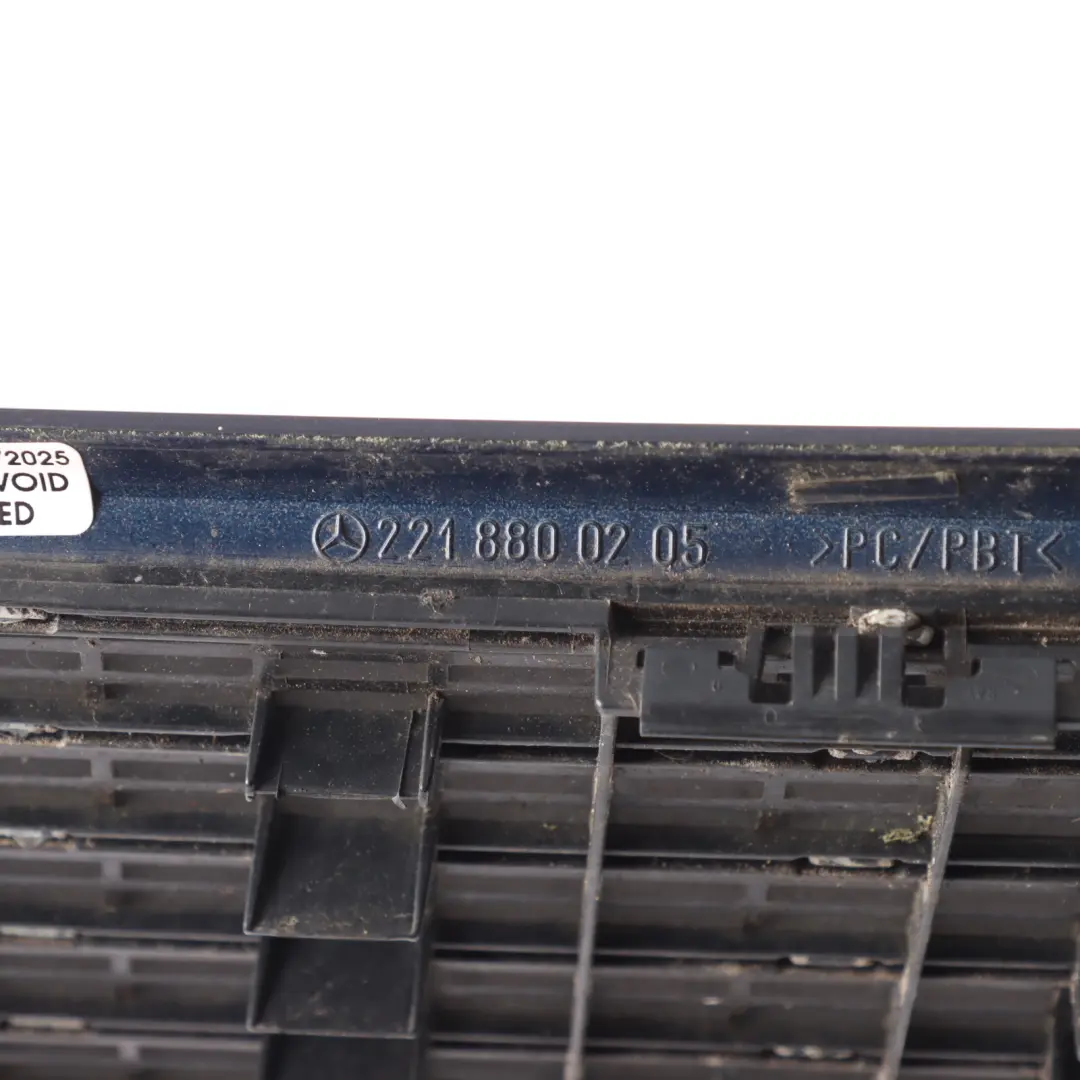 /2025
VOID
ED
221 880 02 05
>PC/PBT<